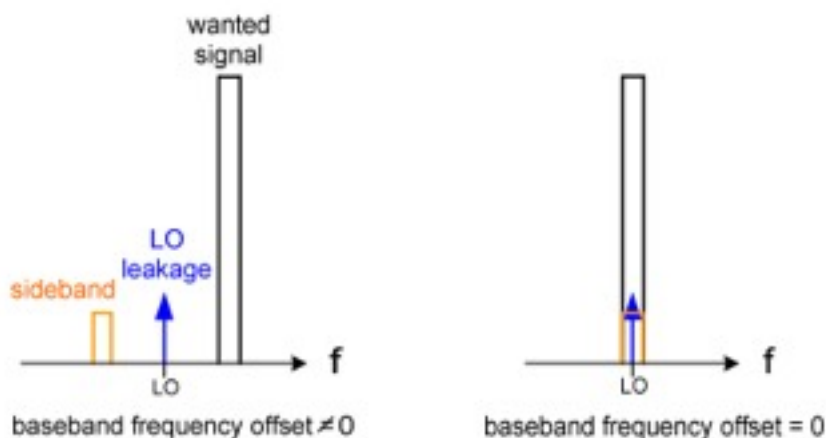 wanted
signal
LO
leakage
sideband
f
LO
baseband frequency offset ≠ 0
f
LO
baseband frequency offset = 0